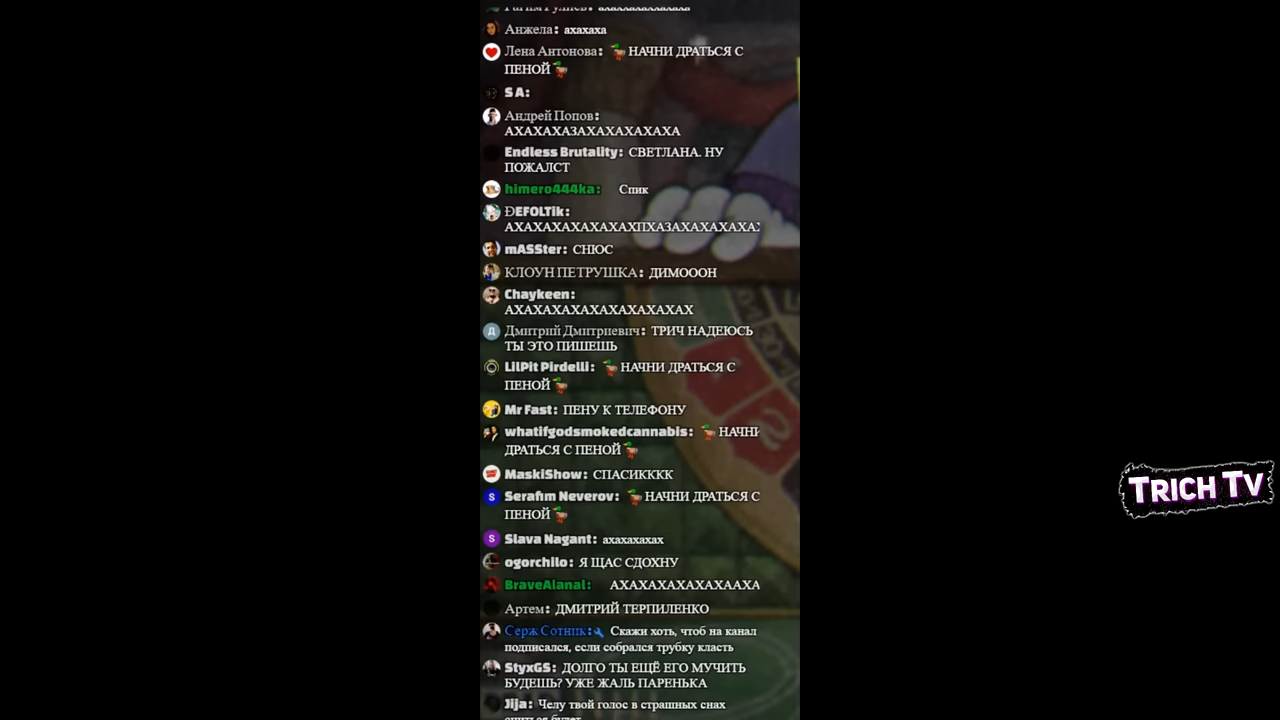 Анжела: ахахаха
Лена Антонова: НАЧНИ ДРАТЬСЯ С
ПЕНОЙ
S A:
Андрей Попов:
АХАХАХАЗАХАХАХАХАХА
Endless Brutality: СВЕТЛАНА. НУ
ПОЖАЛСТ
himero444ka: Спик
ÐEFOLTik:
АХАХАХАХАХАХАХПХАЗАХАХАХАХА
mASSter: СНЮС
КЛОУН ПЕТРУШКА: ДИМОООН
Chaykeen:
АХАХАХАХАХАХАХАХАХАХ
Д
Дмитрий Дмитриевич: ТРИЧ НАДЕЮСЬ
ТЫ ЭТО ПИШЕШЬ
LilPit Pirdelli: НАЧНИ ДРАТЬСЯ С
ПЕНОЙ
Mr Fast: ПЕНУ К ТЕЛЕФОНУ
whatifgodsmokedcannabis: НАЧНИ
ДРАТЬСЯ С ПЕНОЙ
MaskiShow: СПАСИКККК
S
Serafim Neverov: НАЧНИ ДРАТЬСЯ С
ПЕНОЙ
S
Slava Nagant: ахахахахах
ogorchilo: Я ЩАС СДОХНУ
BraveAlanal: АХАХАХАХАХАХААХА
Артем: ДМИТРИЙ ТЕРПИЛЕНКО
Серж Сотник: Скажи хоть, чтоб на канал
подписался, если собрался трубку класть
StyxGS: ДОЛГО ТЫ ЕЩЁ ЕГО МУЧИТЬ
БУДЕШЬ? УЖЕ ЖАЛЬ ПАРЕНЬКА
Jija: Челу твой голос в страшных снах
TRICH TV